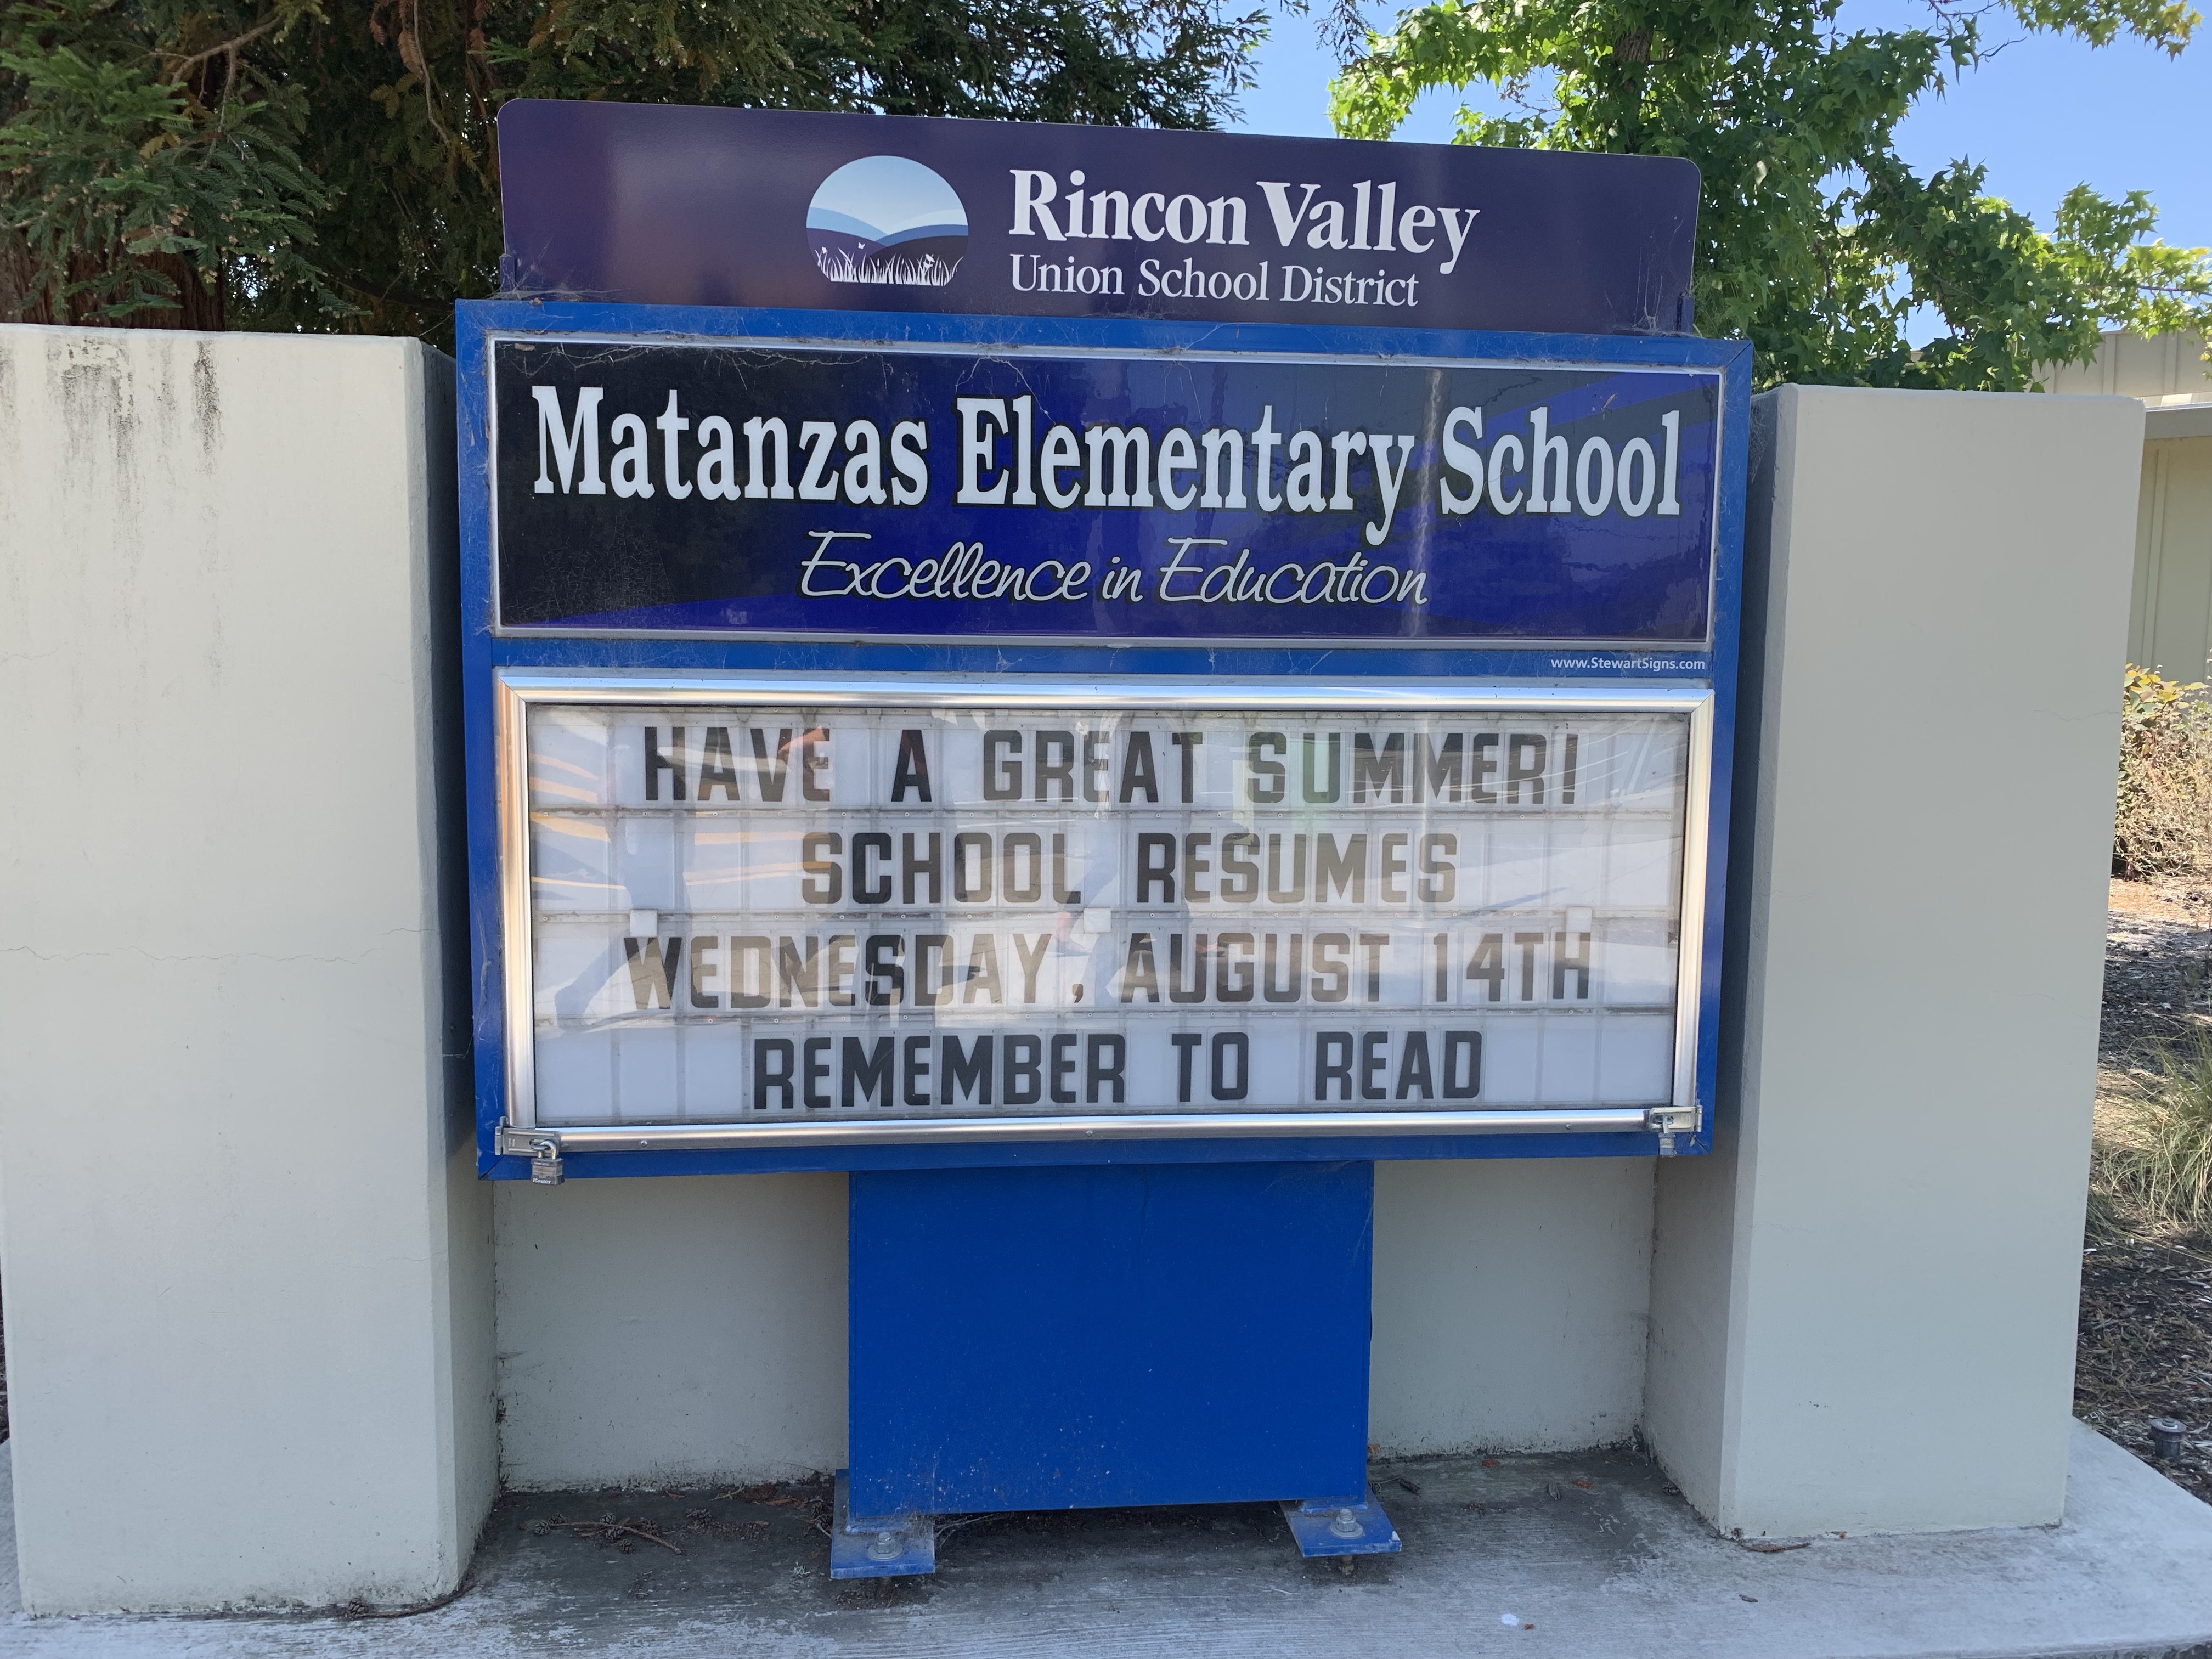 Rincon Valley
Union School District
Matanzas Elementary School
Excellence in Education
www.StewartSigns.com
HAVE A GREAT SUMMER!
SCHOOL RESUMES
WEDNESDAY, AUGUST 14TH
REMEMBER TO READ
Master